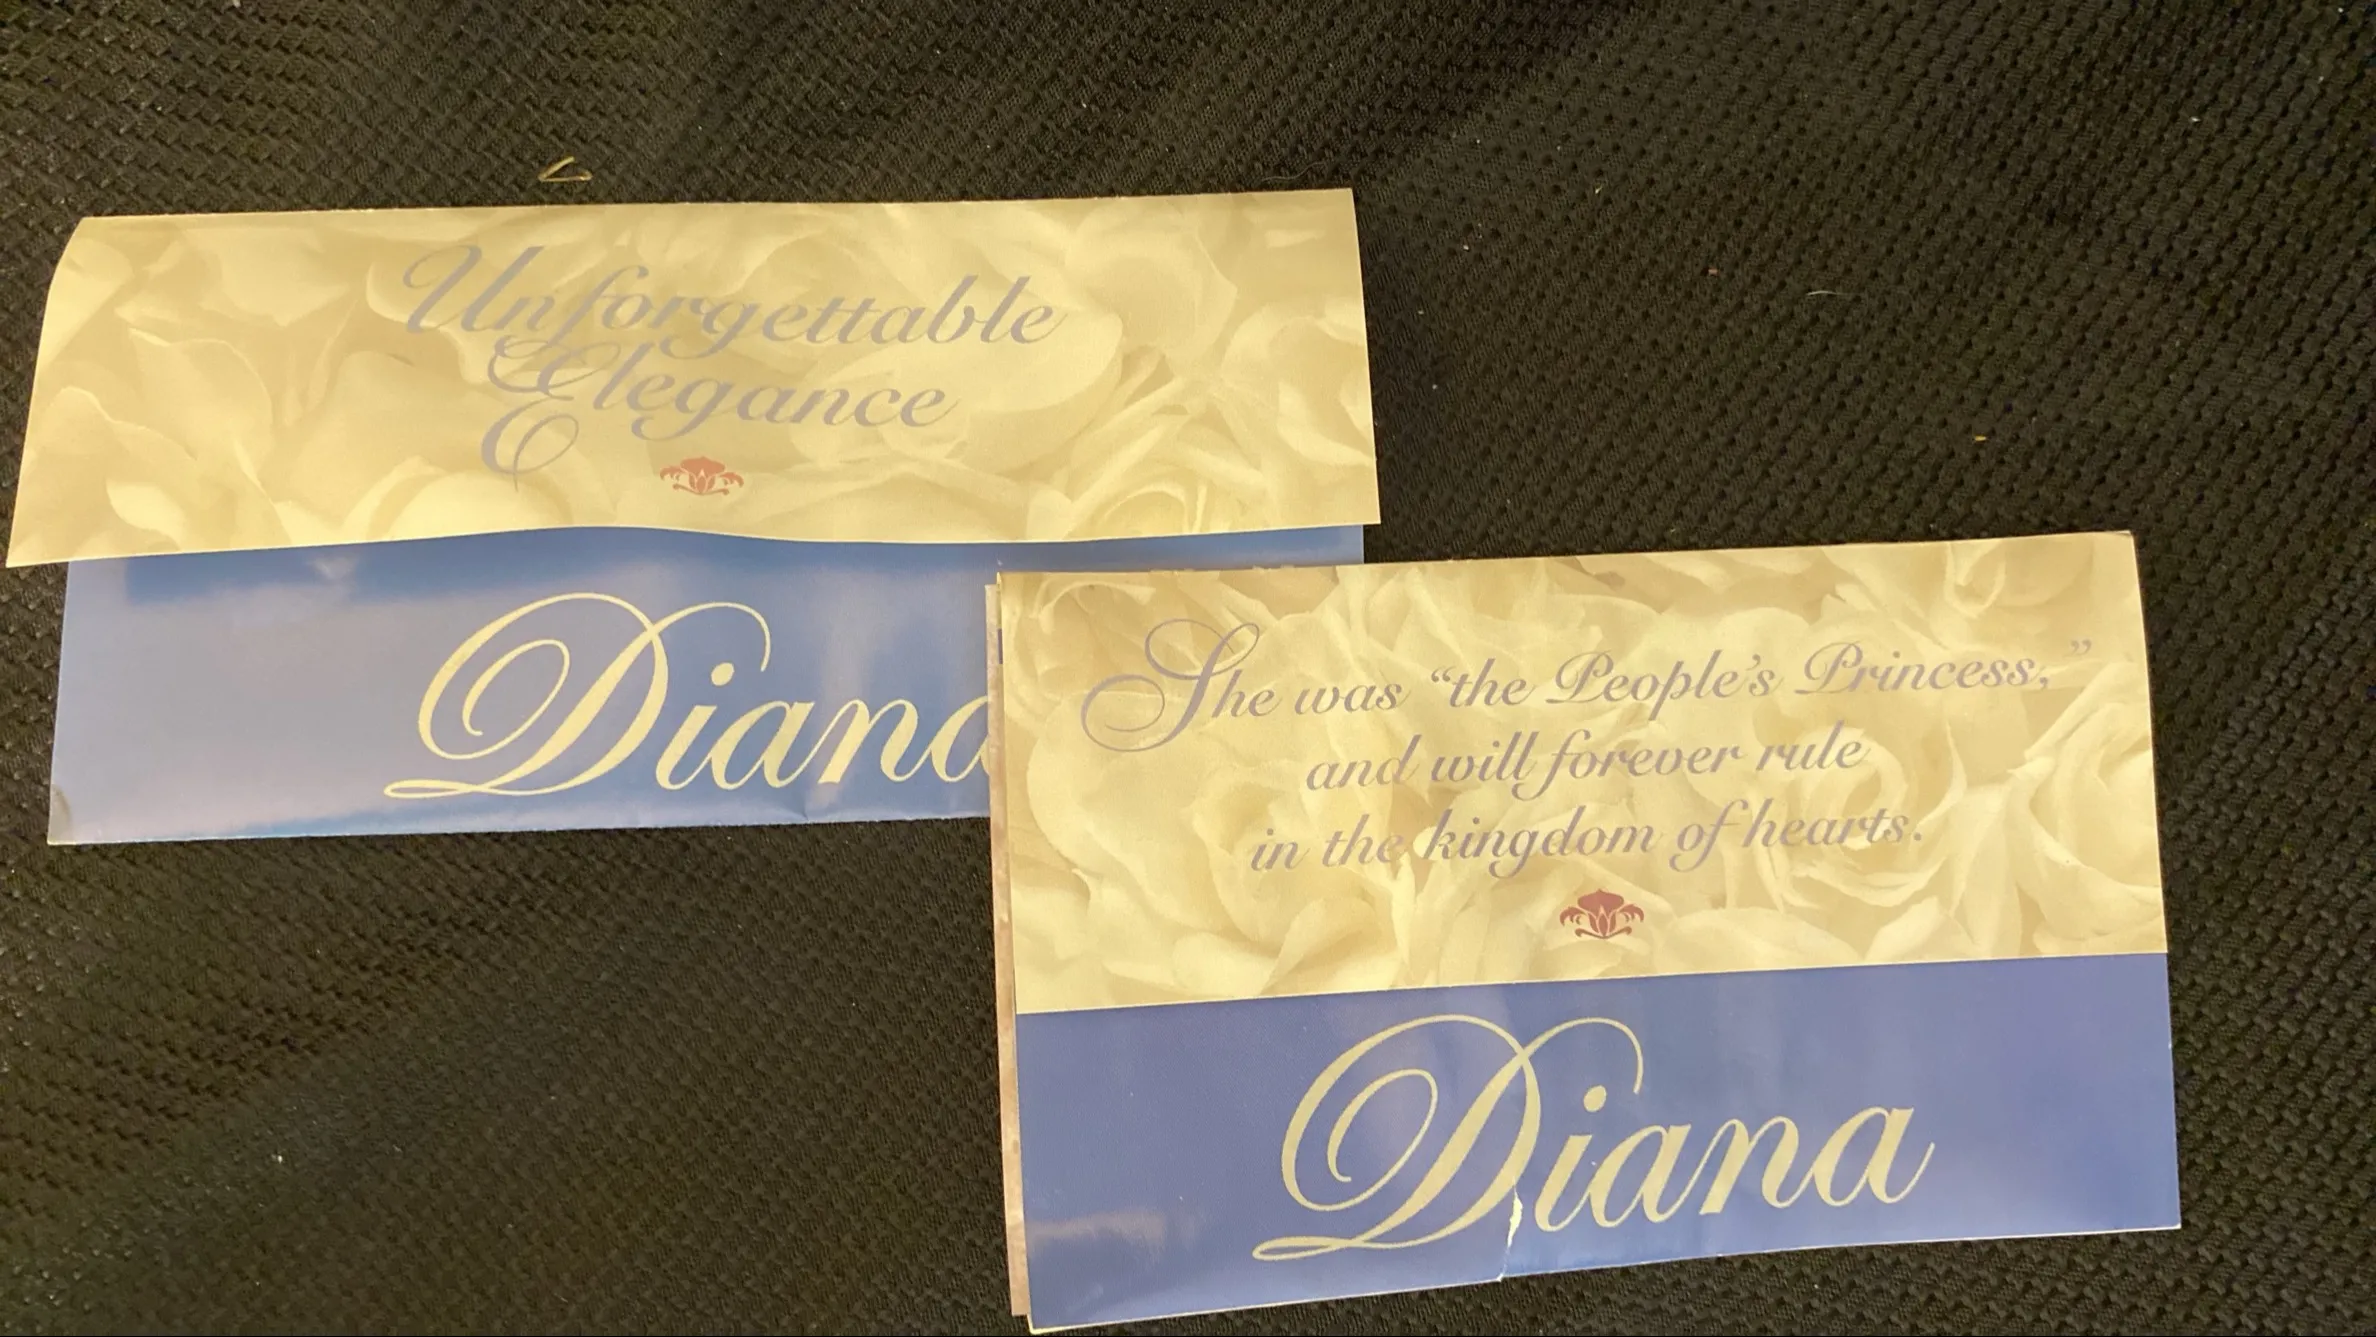 Unforgettable
Elegance
Diana
She was “the People’s Princess,”
and will forever rule
in the kingdom of hearts.
Diana